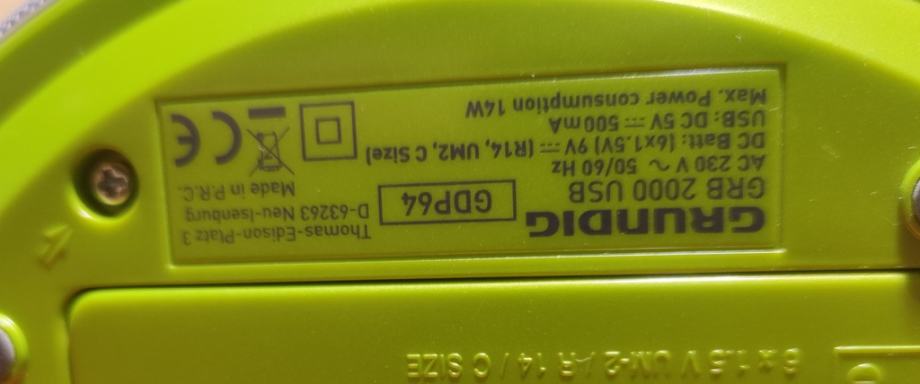 GRUNDIG
GRB 2000 USB
GDP64
AC 230 V ~ 50/60 Hz
DC Batt: (6x1.5V) 9V ⎓ (R14, UM2, C Size)
USB: DC 5V ⎓ 500mA
Max. Power consumption 14W
Thomas-Edison-Platz 3
D-63263 Neu-Isenburg
Made in P.R.C.
CE
6 x 1.5 V UM-2 / R 14 / C SIZE